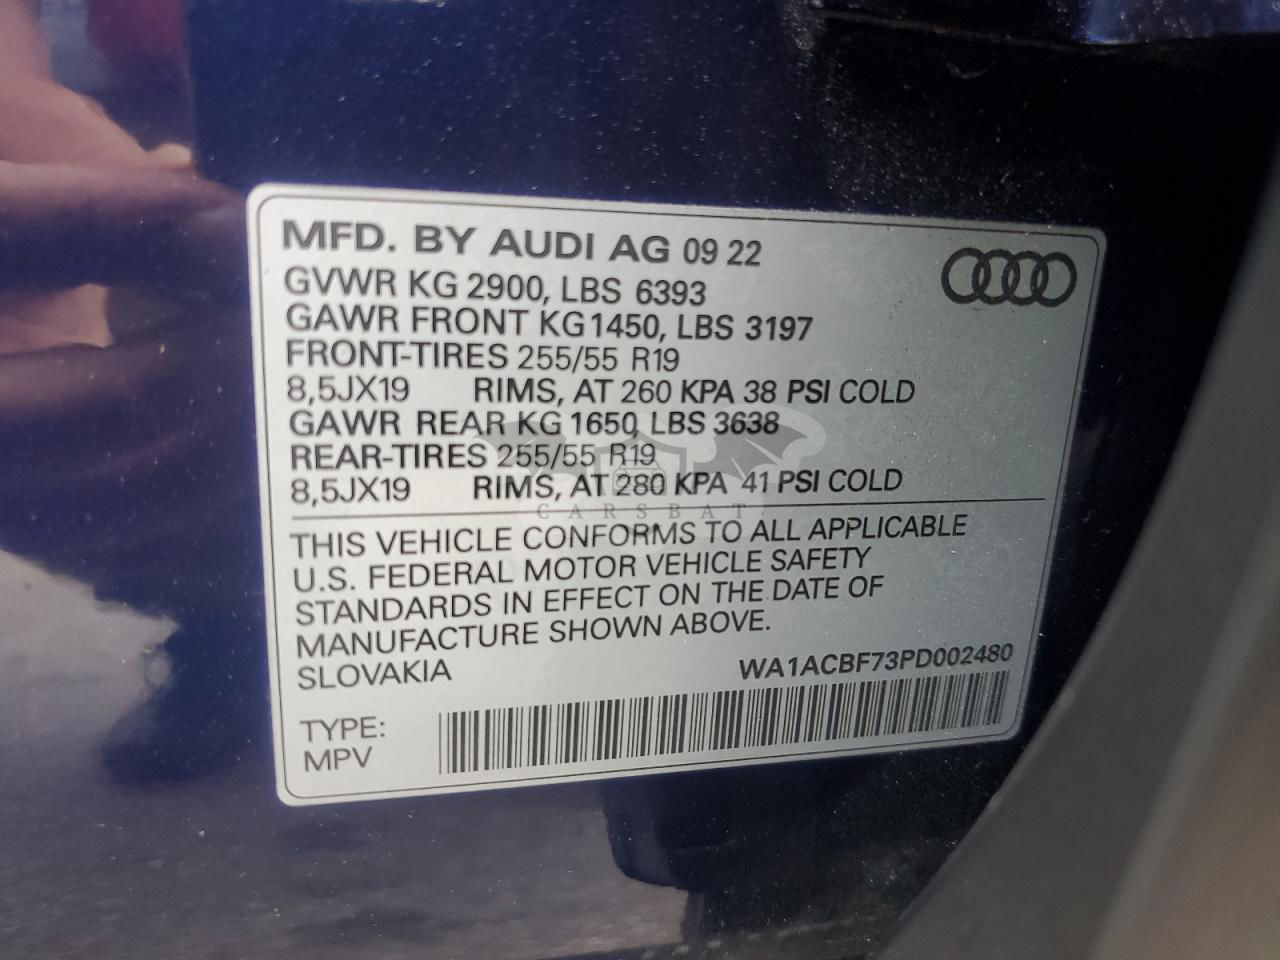 MFD. BY AUDI AG 09 22
GVWR KG 2900, LBS 6393
GAWR FRONT KG 1450, LBS 3197
FRONT-TIRES 255/55 R19
8,5JX19 RIMS, AT 260 KPA 38 PSI COLD
GAWR REAR KG 1650, LBS 3638
REAR-TIRES 255/55 R19
8,5JX19 RIMS, AT 280 KPA 41 PSI COLD
CARSBAT
THIS VEHICLE CONFORMS TO ALL APPLICABLE
U.S. FEDERAL MOTOR VEHICLE SAFETY
STANDARDS IN EFFECT ON THE DATE OF
MANUFACTURE SHOWN ABOVE.
SLOVAKIA WA1ACBF73PD002480
TYPE:
MPV